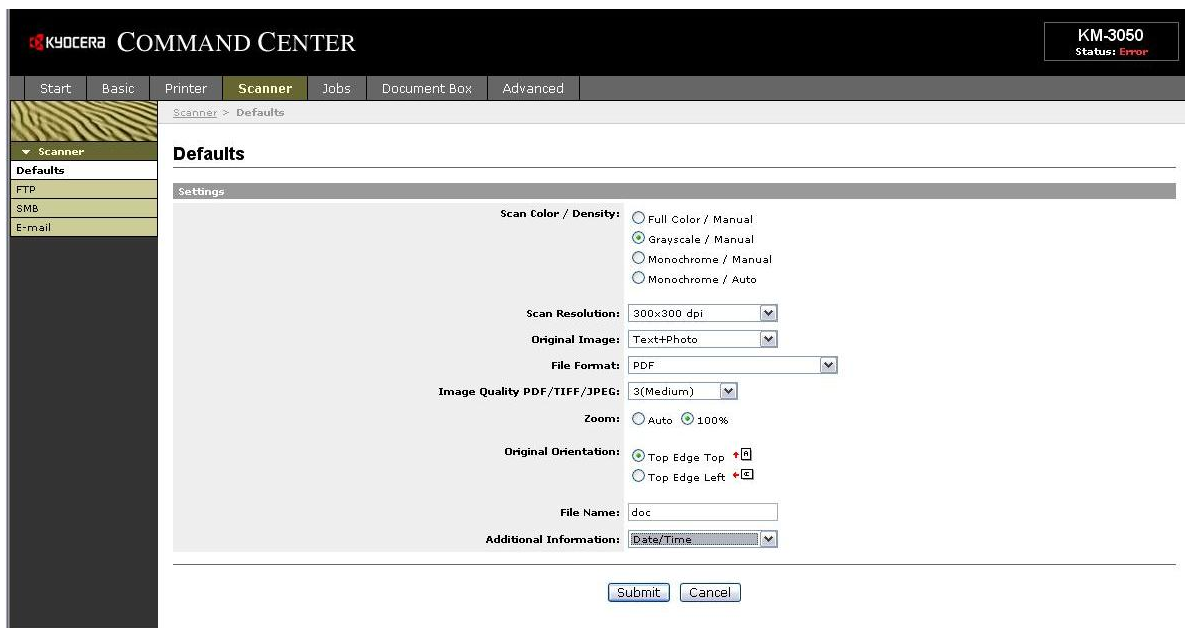 KYOCERA COMMAND CENTER
KM-3050
Status: Error
Start Basic Printer Scanner Jobs Document Box Advanced
Scanner > Defaults
Scanner
Defaults
FTP
SMB
E-mail
Defaults
Settings
Scan Color / Density: Full Color / Manual
Grayscale / Manual
Monochrome / Manual
Monochrome / Auto
Scan Resolution: 300x300 dpi
Original Image: Text+Photo
File Format: PDF
Image Quality PDF/TIFF/JPEG: 3(Medium)
Zoom: Auto 100%
Original Orientation: Top Edge Top A
Top Edge Left A
File Name: doc
Additional Information: Date/Time
Submit Cancel